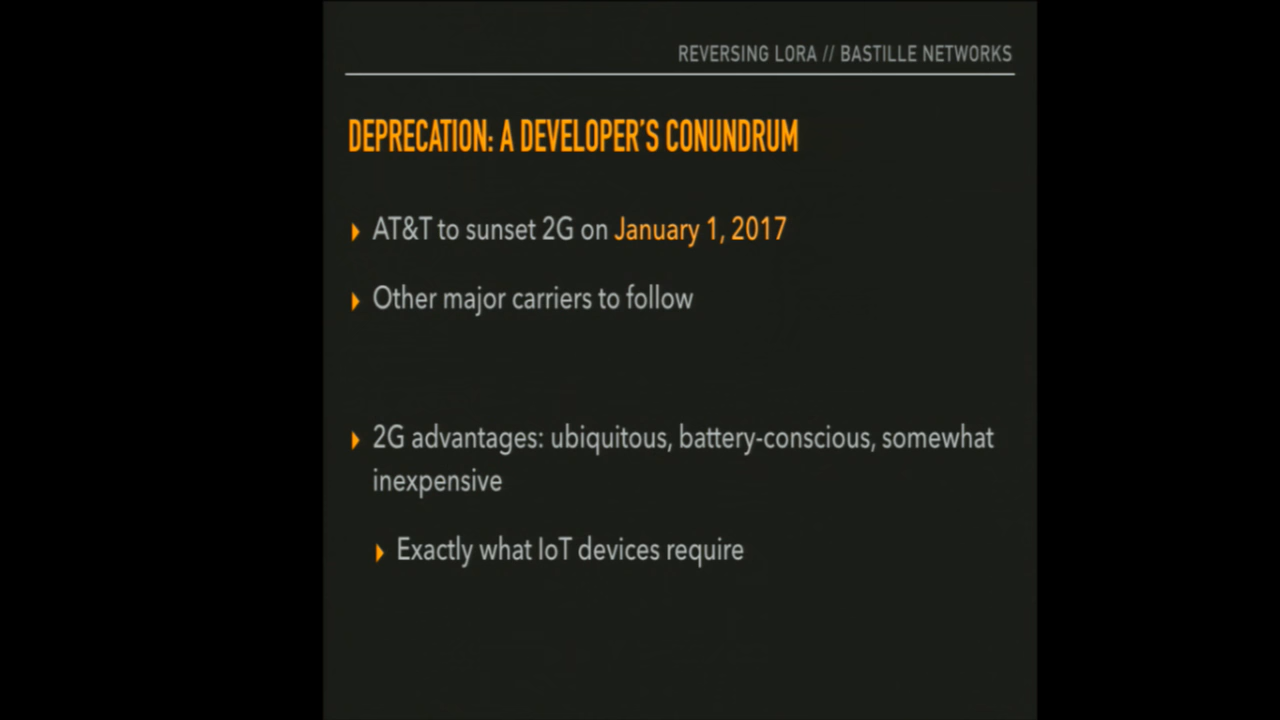 REVERSING LORA // BASTILLE NETWORKS
DEPRECATION: A DEVELOPER'S CONUNDRUM
AT&T to sunset 2G on January 1, 2017
Other major carriers to follow
2G advantages: ubiquitous, battery-conscious, somewhat
inexpensive
Exactly what IoT devices require